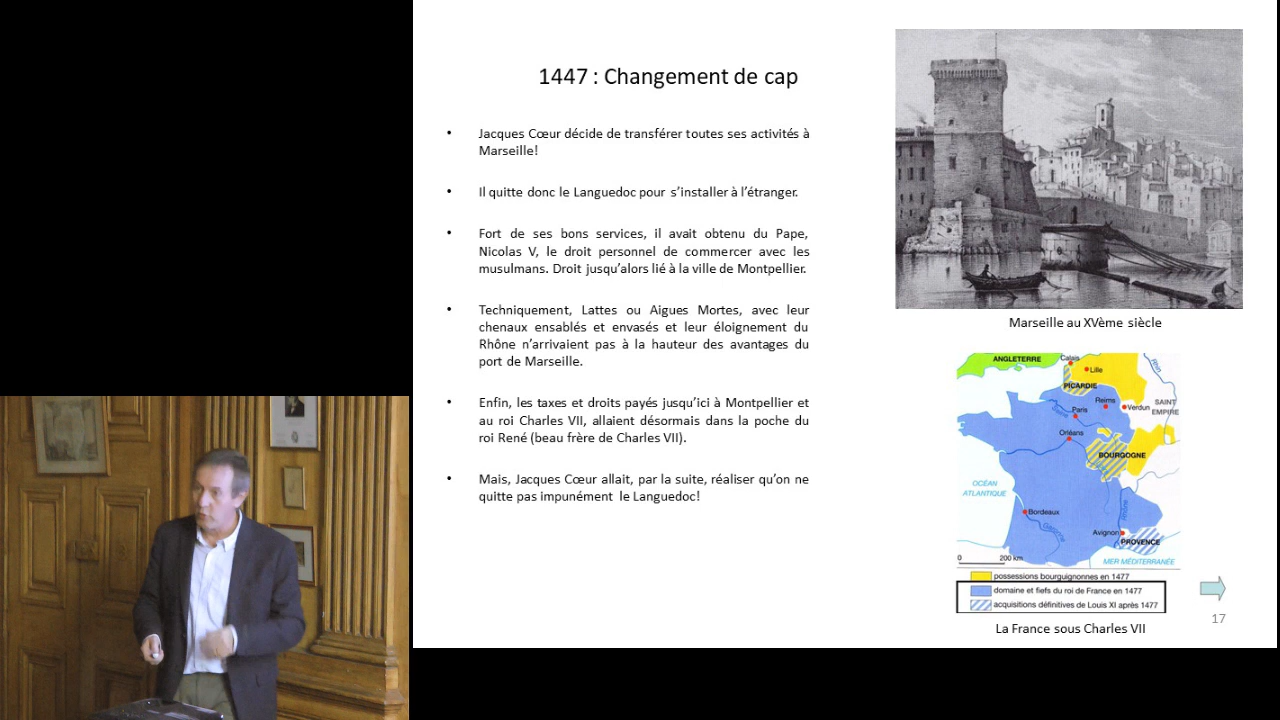 1447 : Changement de cap
• Jacques Cœur décide de transférer toutes ses activités à
Marseille!
• Il quitte donc le Languedoc pour s'installer à l'étranger.
• Fort de ses bons services, il avait obtenu du Pape,
Nicolas V, le droit personnel de commercer avec les
musulmans. Droit jusqu'alors lié à la ville de Montpellier.
• Techniquement, Lattes ou Aigues Mortes, avec leur
chenaux ensablés et envasés et leur éloignement du
Rhône n'arrivaient pas à la hauteur des avantages du
port de Marseille.
• Enfin, les taxes et droits payés jusqu'ici à Montpellier et
au roi Charles VII, allaient désormais dans la poche du
roi René (beau frère de Charles VII).
• Mais, Jacques Cœur allait, par la suite, réaliser qu'on ne
quitte pas impunément le Languedoc!
Marseille au XVème siècle
ANGLETERRE
Calais
Lille
Rhin
PICARDIE
Reims
Verdun
SAINT
EMPIRE
Paris
Seine
Orléans
BOURGOGNE
OCÉAN
ATLANTIQUE
Bordeaux
Garonne
Rhône
Avignon
PROVENCE
0 200 km
MER MÉDITERRANÉE
possessions bourguignonnes en 1477
domaine et fiefs du roi de France en 1477
acquisitions définitives de Louis XI après 1477
La France sous Charles VII
17